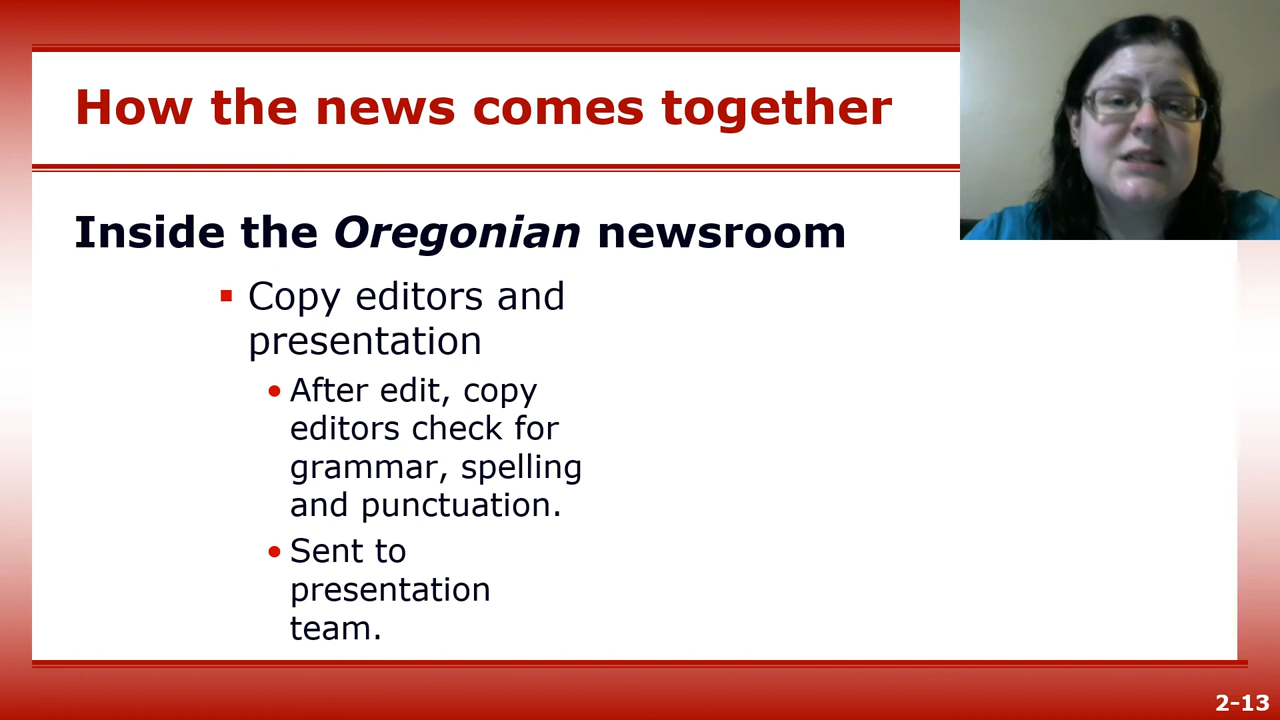 How the news comes together
Inside the Oregonian newsroom
Copy editors and
presentation
After edit, copy
editors check for
grammar, spelling
and punctuation.
Sent to
presentation
team.
2-13